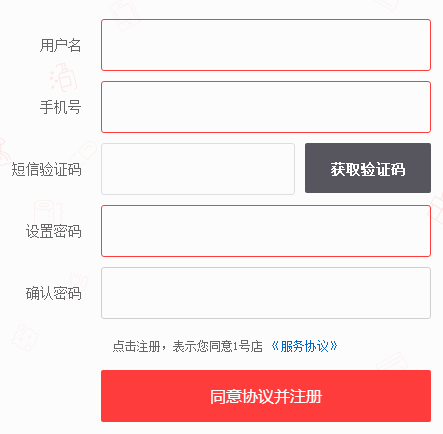 用户名
手机号
短信验证码 获取验证码
设置密码
确认密码
点击注册，表示您同意1号店 《服务协议》
同意协议并注册